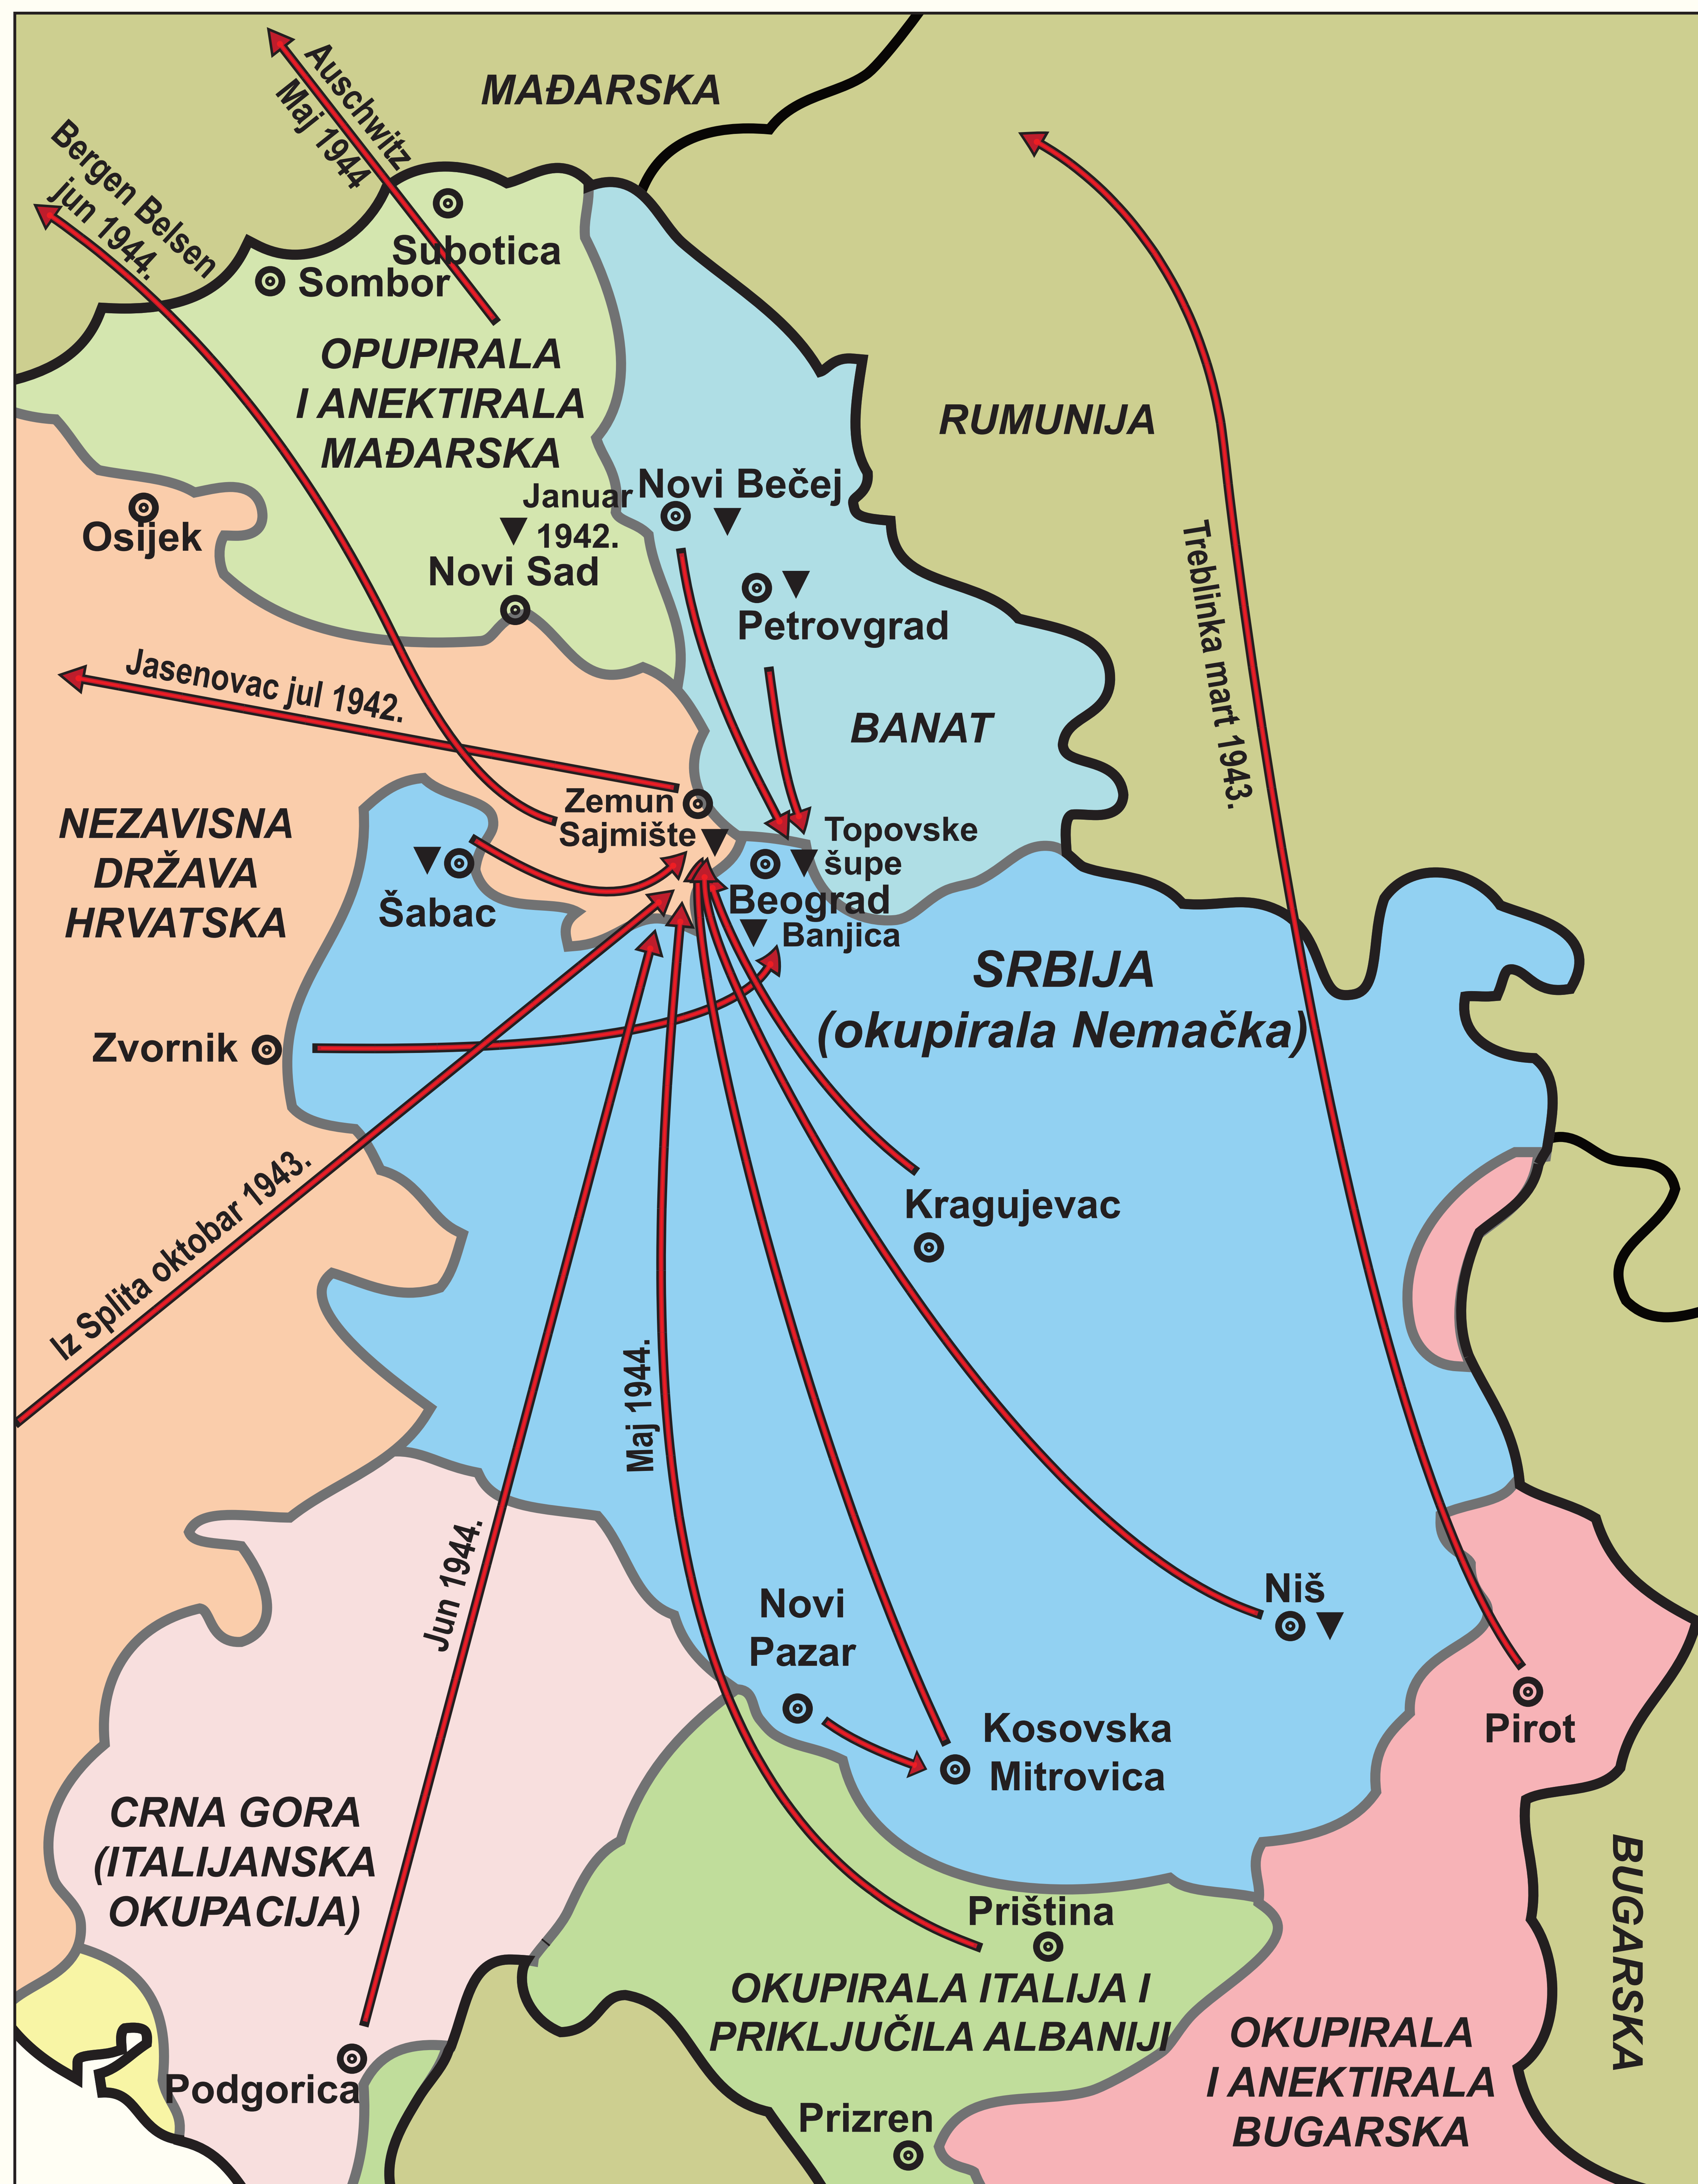 MAĐARSKA
Auschwitz
Maj 1944
Bergen Belsen
jun 1944.
Subotica
Sombor
OPUPIRALA
I ANEKTIRALA
MAĐARSKA
RUMUNIJA
Januar
1942.
Novi Bečej
Osijek
Novi Sad
Petrovgrad
Treblinka mart 1943.
Jasenovac jul 1942.
BANAT
NEZAVISNA
DRŽAVA
HRVATSKA
Zemun
Sajmište
Topovske
šupe
Šabac
Beograd
Banjica
SRBIJA
(okupirala Nemačka)
Zvornik
Iz Splita oktobar 1943.
Kragujevac
Maj 1944.
Jun 1944.
Niš
Novi
Pazar
Kosovska
Mitrovica
Pirot
CRNA GORA
(ITALIJANSKA
OKUPACIJA)
BUGARSKA
Priština
OKUPIRALA ITALIJA I
PRIKLJUČILA ALBANIJI
OKUPIRALA
I ANEKTIRALA
BUGARSKA
Podgorica
Prizren